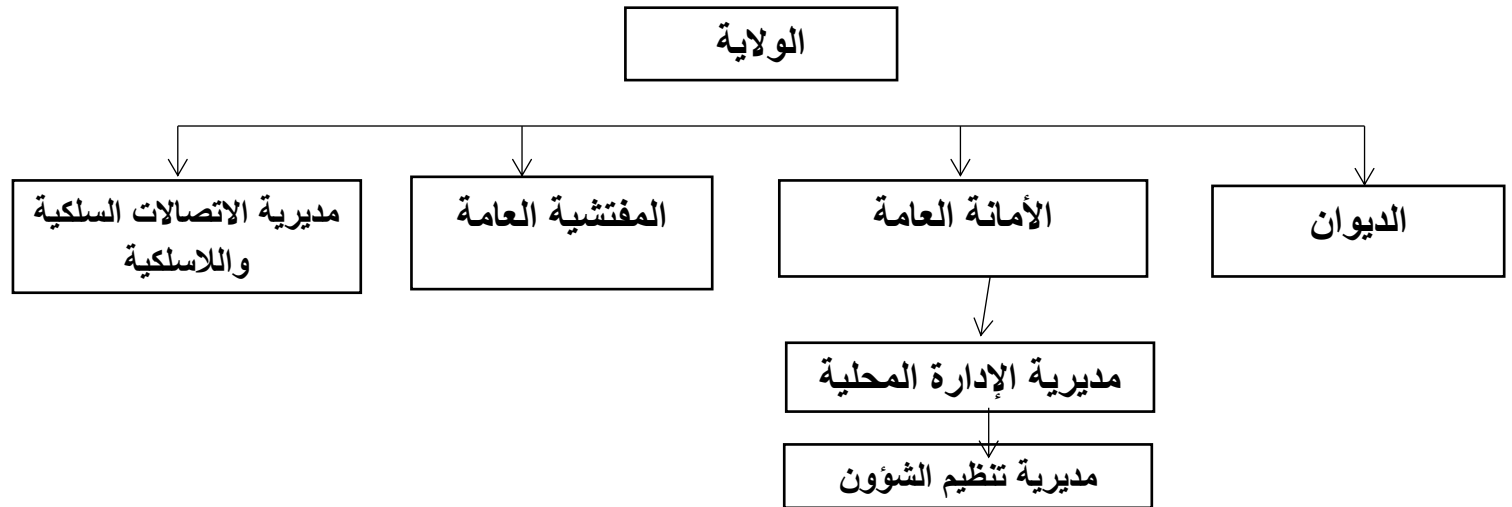 الولاية
الديوان
الأمانة العامة
المفتشية العامة
مديرية الاتصالات السلكية
واللاسلكية
مديرية الإدارة المحلية
مديرية تنظيم الشؤون